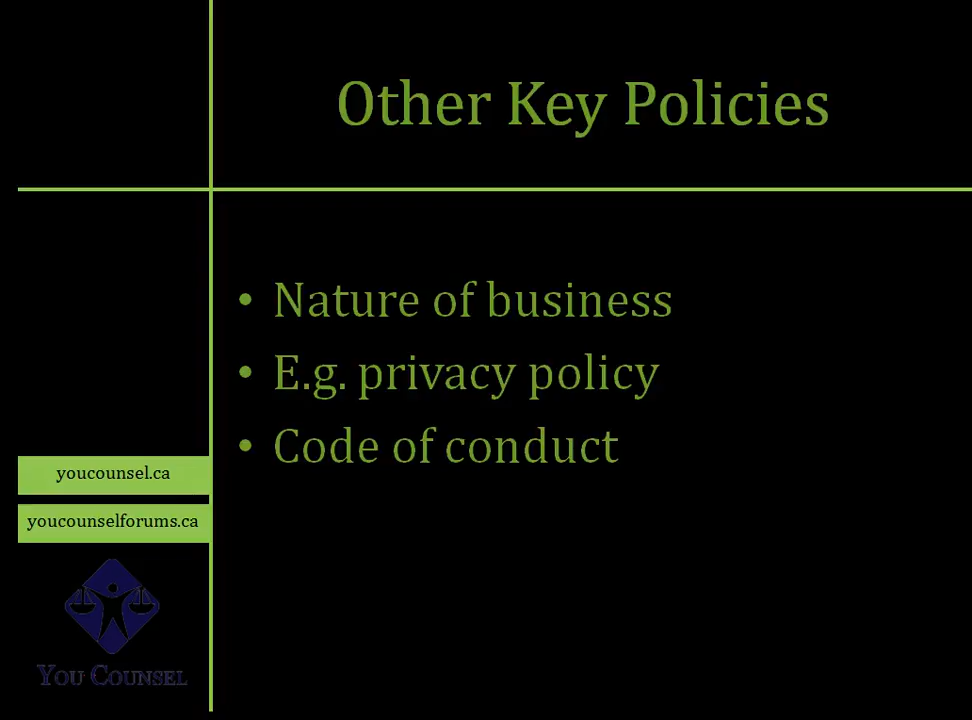 Other Key Policies
• Nature of business
• E.g. privacy policy
• Code of conduct
youcounsel.ca
youcounselforums.ca
YOU COUNSEL